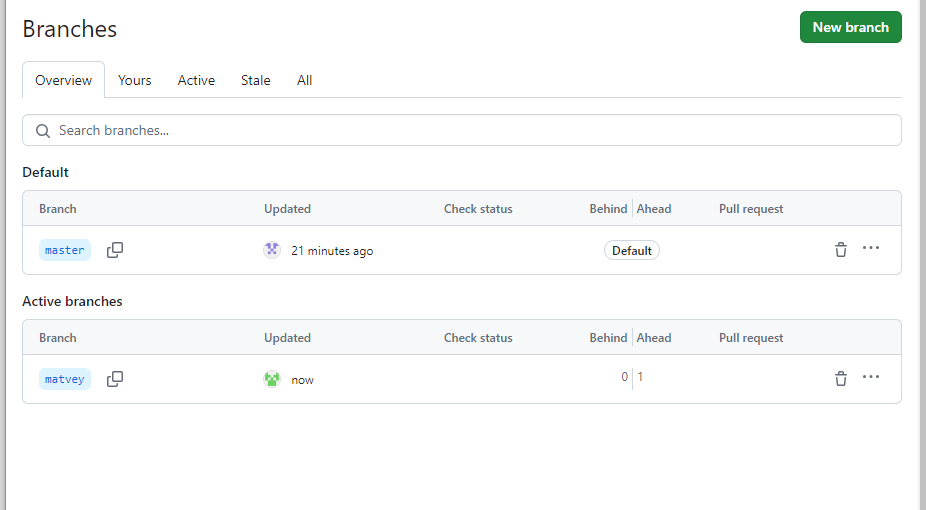 Branches
New branch
Overview Yours Active Stale All
Search branches...
Default
Branch Updated Check status Behind Ahead Pull request
master 21 minutes ago Default
Active branches
Branch Updated Check status Behind Ahead Pull request
matvey now 0 1